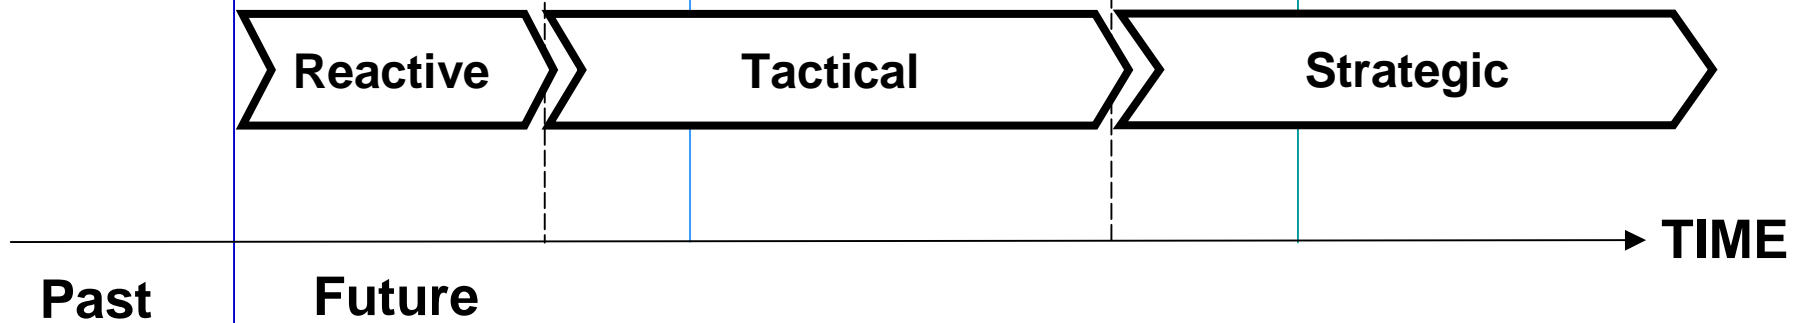 Reactive
Tactical
Strategic
TIME
Past
Future